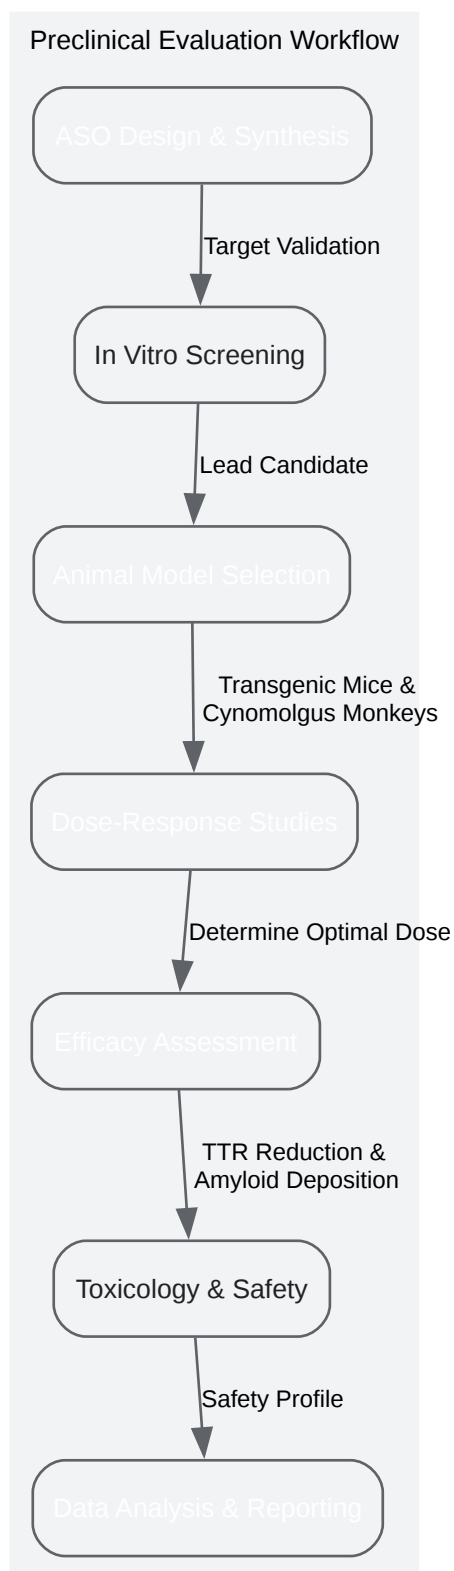 Preclinical Evaluation Workflow
ASO Design & Synthesis
Target Validation
In Vitro Screening
Lead Candidate
Animal Model Selection
Transgenic Mice &
Cynomolgus Monkeys
Dose-Response Studies
Determine Optimal Dose
Efficacy Assessment
TTR Reduction &
Amyloid Deposition
Toxicology & Safety
Safety Profile
Data Analysis & Reporting